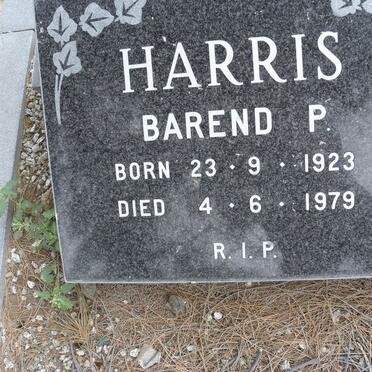 HARRIS
BAREND P.
BORN 23 · 9 · 1923
DIED 4 · 6 · 1979
R. I. P.